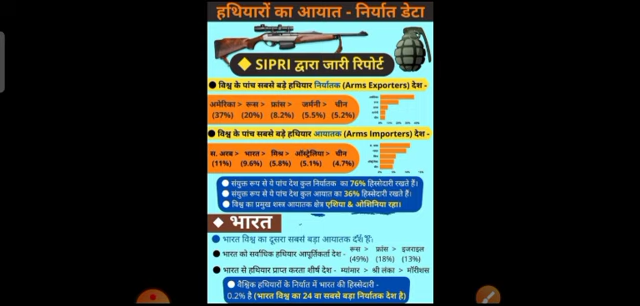 हथियारों का आयात - निर्यात डेटा
SIPRI द्वारा जारी रिपोर्ट
विश्व के पांच सबसे बड़े हथियार निर्यातक (Arms Exporters) देश -
अमेरिका > रूस > फ्रांस > जर्मनी > चीन
(37%) (20%) (8.2%) (5.5%) (5.2%)
विश्व के पांच सबसे बड़े हथियार आयातक (Arms Importers) देश -
स. अरब > भारत > मिस्र > ऑस्ट्रेलिया > चीन
(11%) (9.6%) (5.8%) (5.1%) (4.7%)
संयुक्त रूप से ये पांच देश कुल निर्यातक का 76% हिस्सेदारी रखते हैं।
संयुक्त रूप से ये पांच देश कुल आयात का 36% हिस्सेदारी रखते हैं।
विश्व का प्रमुख शस्त्र आयातक क्षेत्र एशिया & ओशिनिया रहा।
भारत
भारत विश्व का दूसरा सबसे बड़ा आयातक देश है।
भारत को सर्वाधिक हथियार आपूर्तिकर्ता देश - रूस > फ्रांस > इजराइल
(49%) (18%) (13%)
भारत से हथियार प्राप्त करता शीर्ष देश - म्यांमार > श्री लंका > मॉरीशस
वैश्विक हथियारों के निर्यात में भारत की हिस्सेदारी -
0.2% है (भारत विश्व का 24 वा सबसे बड़ा निर्यातक देश है)